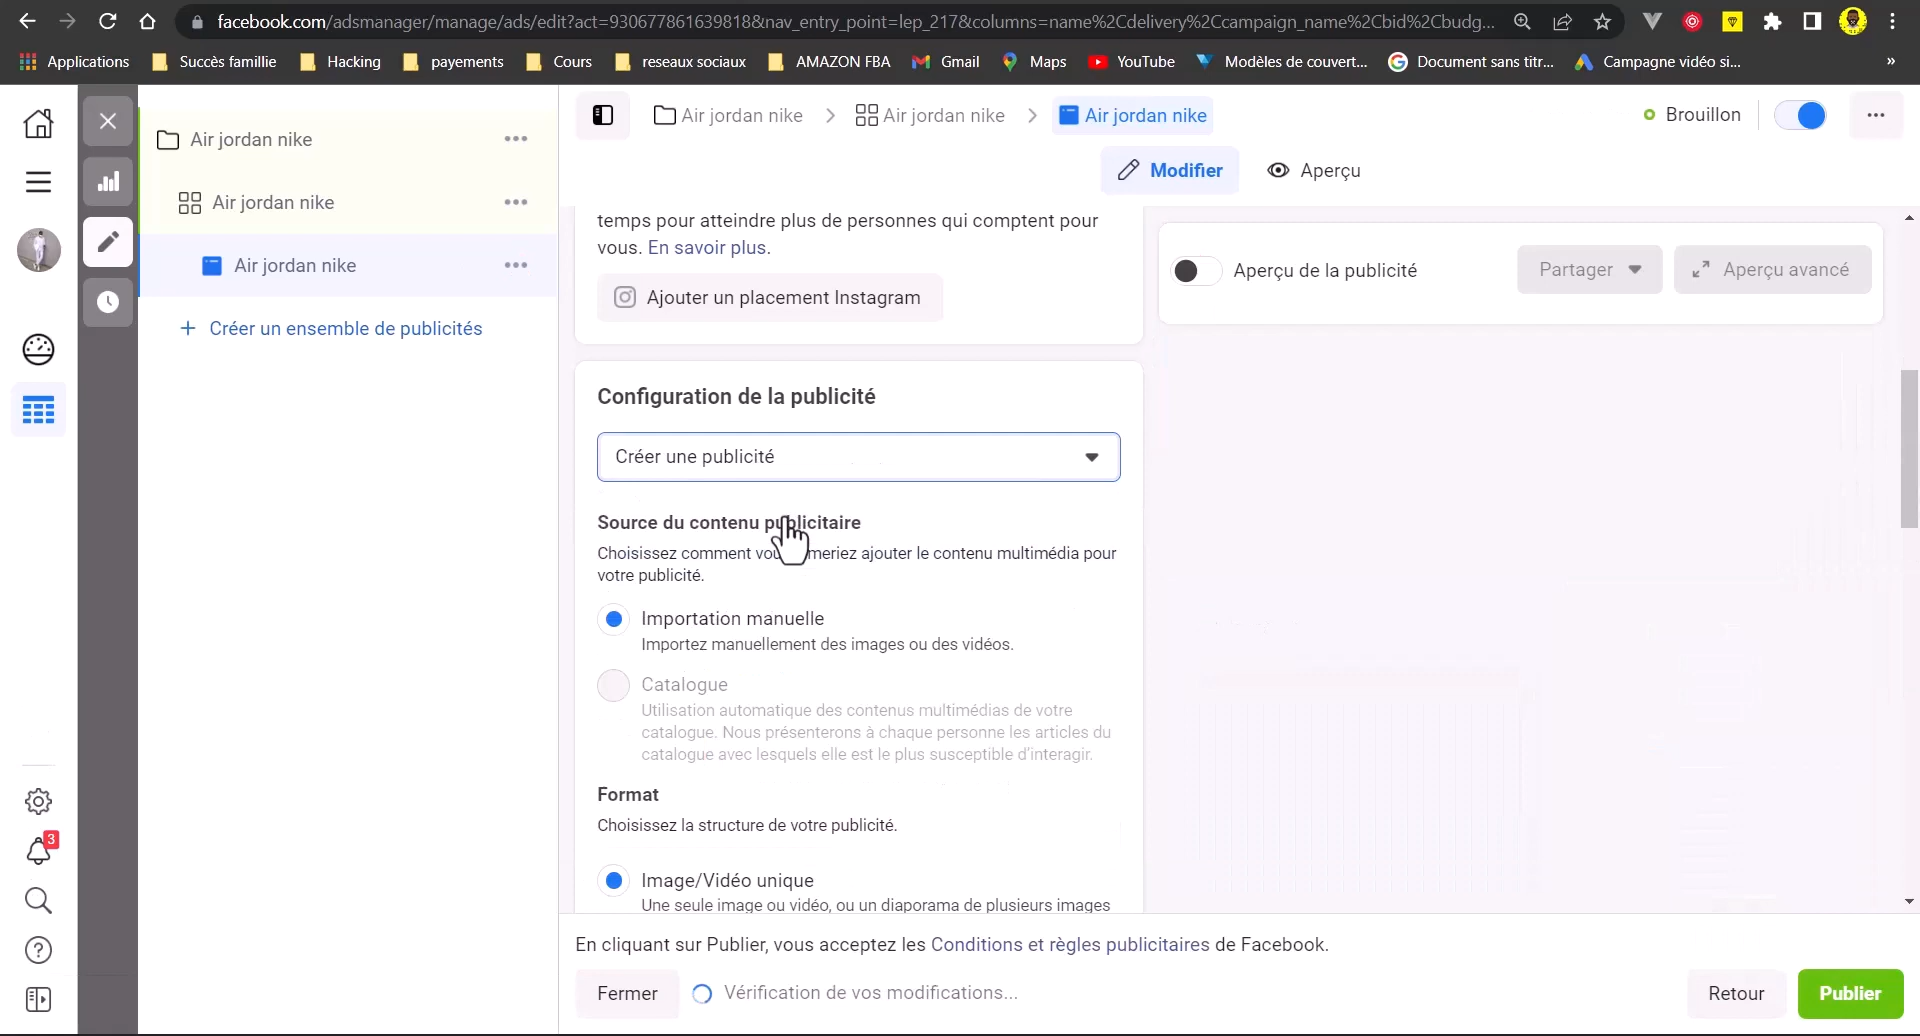 facebook.com/adsmanager/manage/ads/edit?act=930677861639818&nav_entry_point=lep_217&columns=name%2Cdelivery%2Ccampaign_name%2Cbid%2Cbudg...
Applications
Succès famillie
Hacking
payements
Cours
reseaux sociaux
AMAZON FBA
Gmail
Maps
YouTube
Modèles de couvert...
Document sans titr...
Campagne vidéo si...
»
Air jordan nike
Air jordan nike
Air jordan nike
Créer un ensemble de publicités
3
Air jordan nike
Air jordan nike
Air jordan nike
Brouillon
Modifier
Aperçu
temps pour atteindre plus de personnes qui comptent pour
vous. En savoir plus.
Ajouter un placement Instagram
Configuration de la publicité
Créer une publicité
Source du contenu publicitaire
Choisissez comment vous aimeriez ajouter le contenu multimédia pour
votre publicité.
Importation manuelle
Importez manuellement des images ou des vidéos.
Catalogue
Utilisation automatique des contenus multimédias de votre
catalogue. Nous présenterons à chaque personne les articles du
catalogue avec lesquels elle est le plus susceptible d'interagir.
Format
Choisissez la structure de votre publicité.
Image/Vidéo unique
Une seule image ou vidéo, ou un diaporama de plusieurs images
Aperçu de la publicité
Partager
Aperçu avancé
En cliquant sur Publier, vous acceptez les Conditions et règles publicitaires de Facebook.
Fermer
Vérification de vos modifications...
Retour
Publier